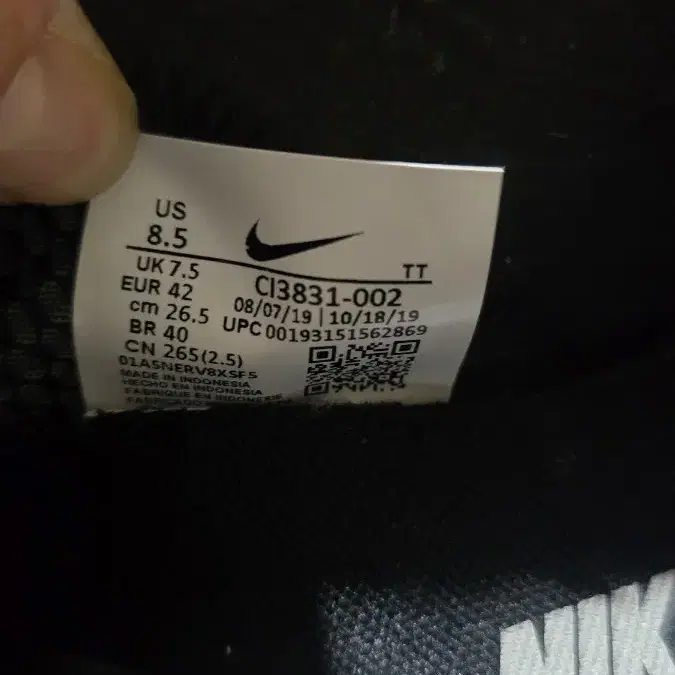 US
8.5
TT
UK 7.5
CI3831-002
EUR 42
08/07/19 | 10/18/19
cm 26.5
UPC 00193151562869
BR 40
CN 265(2.5)
01A5NERV8XSF5
MADE IN INDONESIA
HECHO EN INDONESIA
FABRIQUE EN INDONESIE
FABRICADO
NIK